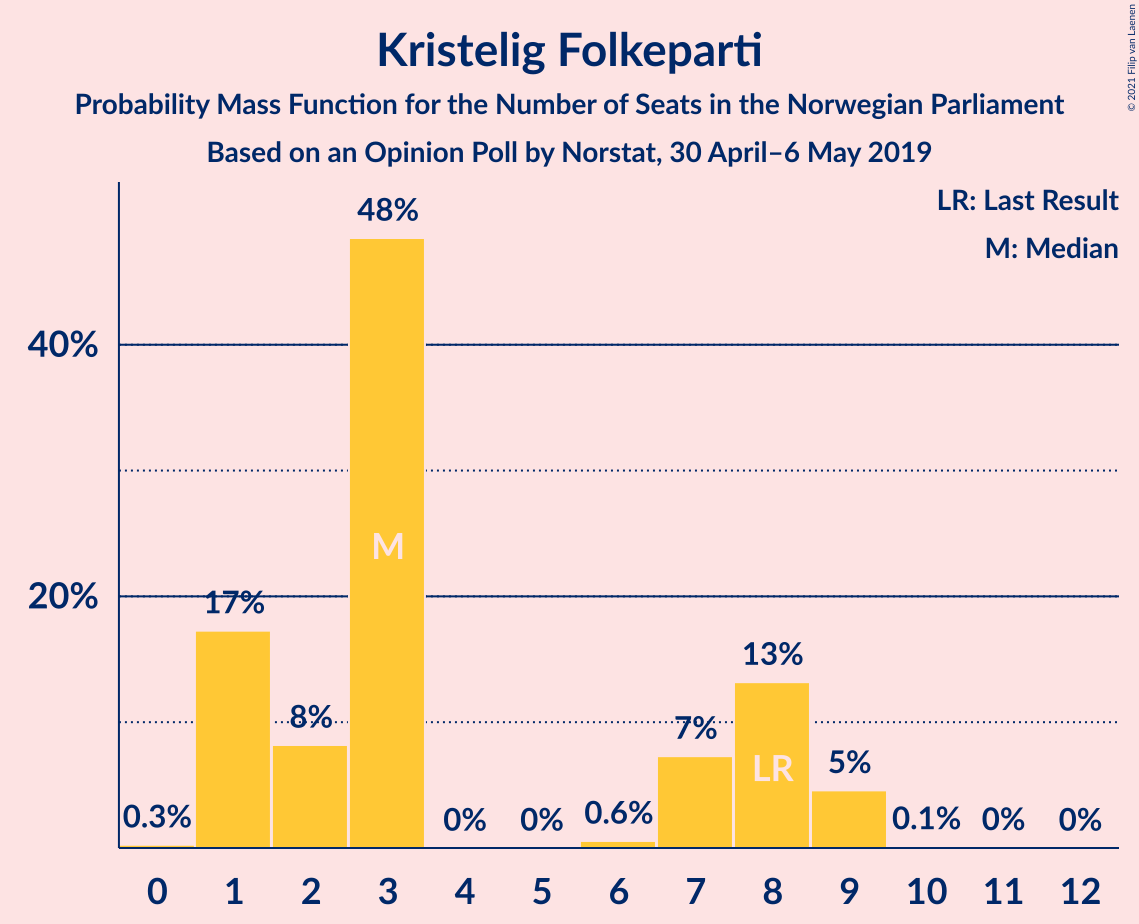 Kristelig Folkeparti
Probability Mass Function for the Number of Seats in the Norwegian Parliament
Based on an Opinion Poll by Norstat, 30 April–6 May 2019
© 2021 Filip van Laenen
LR: Last Result
M: Median
48%
40%
M
20%
17%
13%
8%
7%
LR
5%
0.3%
0%
0%
0.6%
0.1%
0%
0%
0 1 2 3 4 5 6 7 8 9 10 11 12